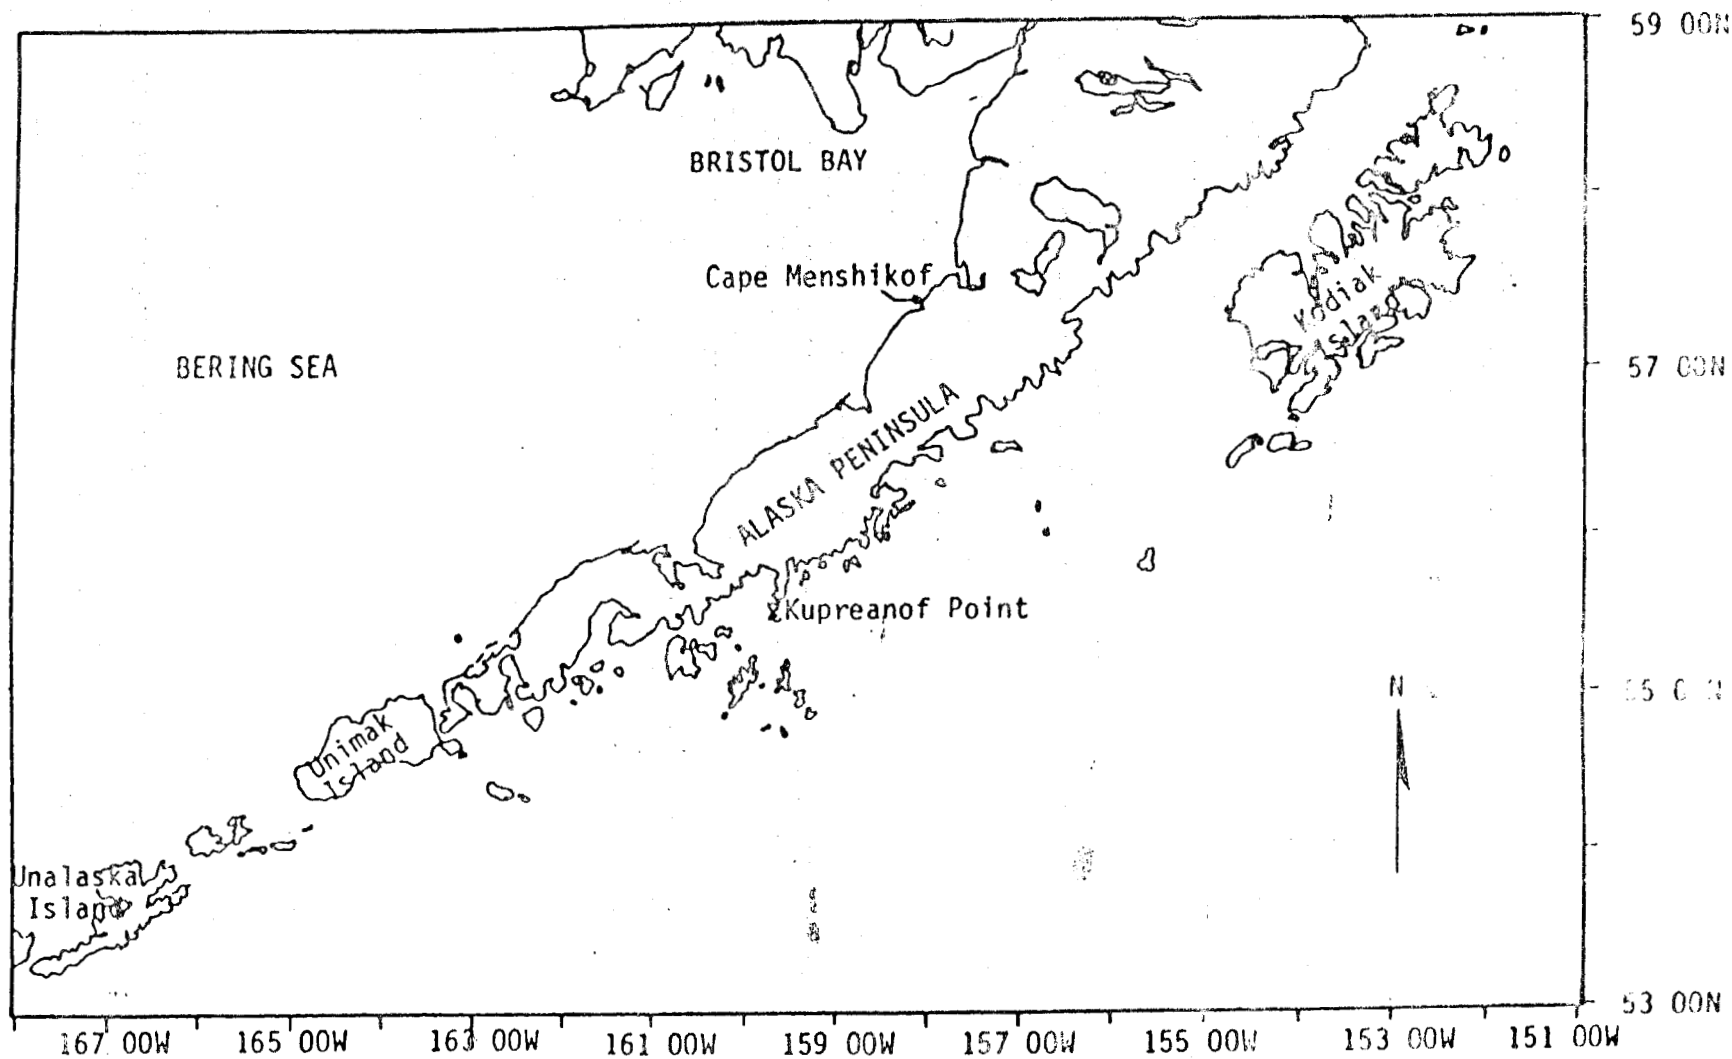 59 00N
BRISTOL BAY
Cape Menshikof
Kodiak
Island
BERING SEA
57 00N
ALASKA PENINSULA
Kupreanof Point
N
Unimak
Island
Unalaska
Island
53 00N
167 00W 165 00W 163 00W 161 00W 159 00W 157 00W 155 00W 153 00W 151 00W